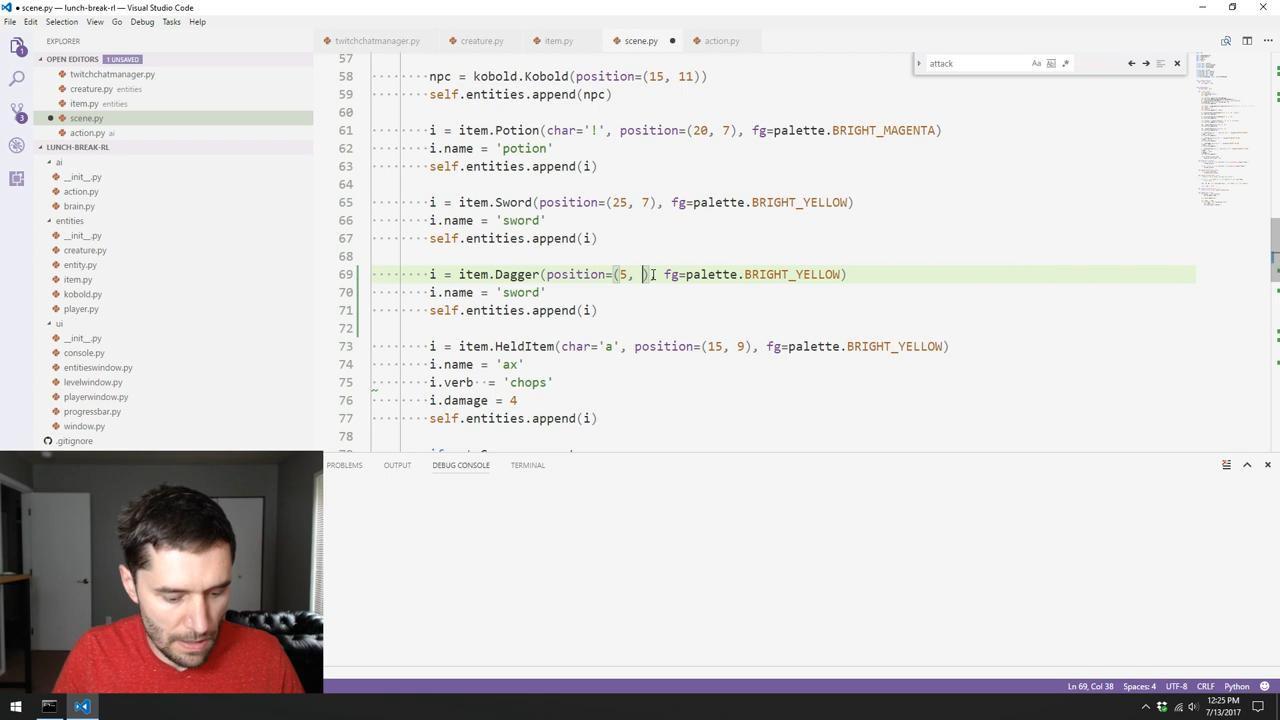 scene.py - lunch-break-rl - Visual Studio Code
File Edit Selection View Go Debug Tasks Help
EXPLORER
twitchchatmanager.py creature.py item.py scene.py action.py
OPEN EDITORS 1 UNSAVED
twitchchatmanager.py
creature.py entities
item.py entities
scene.py
action.py ai
LUNCH-BREAK-RL
ai
__init__.py
action.py
brain.py
entities
__init__.py
creature.py
entity.py
item.py
kobold.py
player.py
ui
__init__.py
console.py
entitieswindow.py
levelwindow.py
playerwindow.py
progressbar.py
window.py
.gitignore
attack
57
58 npc = kobold.Kobold(position=(15, 11))
59 self.entities.append(npc)
60
61 i = item.Potion(char='i', position=(20, 7), fg=palette.BRIGHT_MAGENTA)
62 i.name = 'potion'
63 self.entities.append(i)
64
65 i = item.Sword(position=(25, 7), fg=palette.BRIGHT_YELLOW)
66 i.name = 'sword'
67 self.entities.append(i)
68
69 i = item.Dagger(position=(5, ), fg=palette.BRIGHT_YELLOW)
70 i.name = 'sword'
71 self.entities.append(i)
72
73 i = item.HeldItem(char='a', position=(15, 9), fg=palette.BRIGHT_YELLOW)
74 i.name = 'ax'
75 i.verb = 'chops'
76 i.damage = 4
77 self.entities.append(i)
78
PROBLEMS OUTPUT DEBUG CONSOLE TERMINAL
Ln 69, Col 38 Spaces: 4 UTF-8 CRLF Python
12:25 PM
7/13/2017